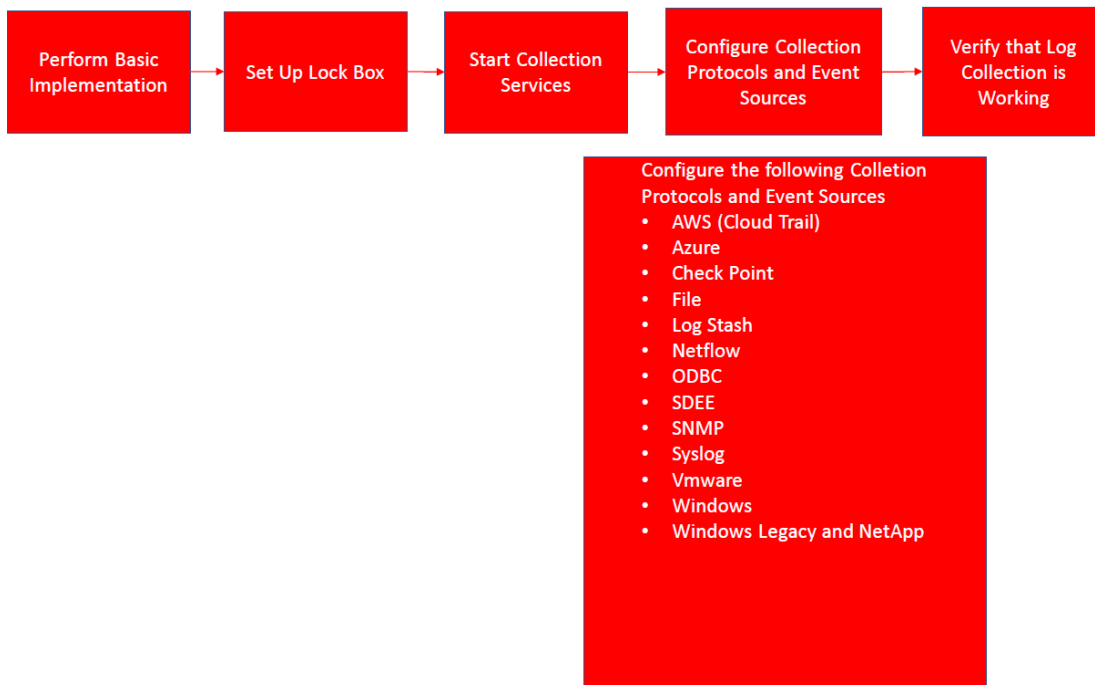 Perform Basic
Implementation
Set Up Lock Box
Start Collection
Services
Configure Collection
Protocols and Event
Sources
Verify that Log
Collection is
Working
Configure the following Colletion
Protocols and Event Sources
• AWS (Cloud Trail)
• Azure
• Check Point
• File
• Log Stash
• Netflow
• ODBC
• SDEE
• SNMP
• Syslog
• Vmware
• Windows
• Windows Legacy and NetApp